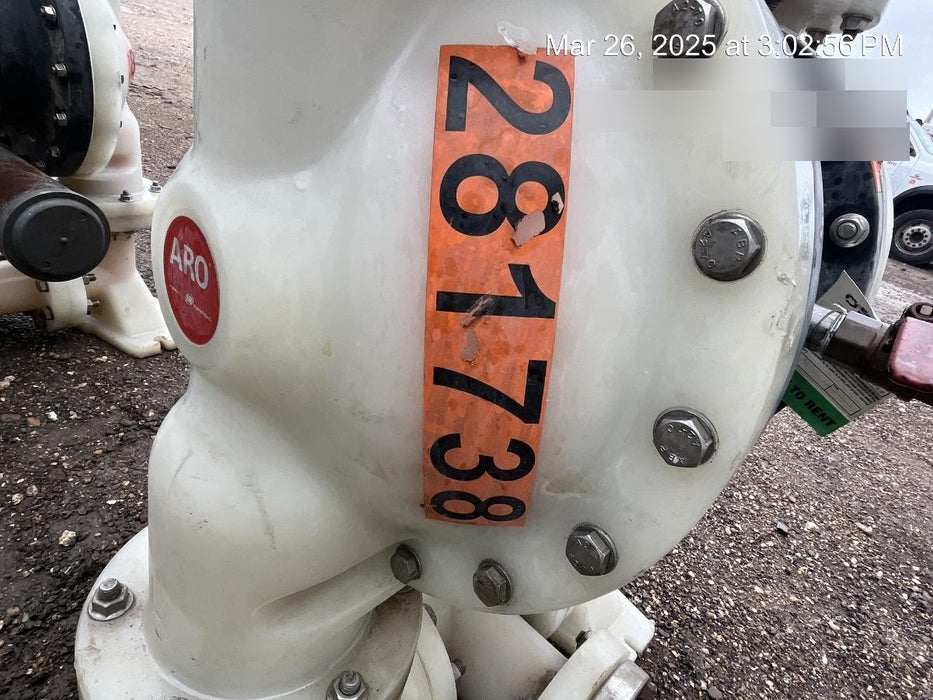 Mar 26, 2025 at 3:02:56 PM
281738
ARO
TO RENT